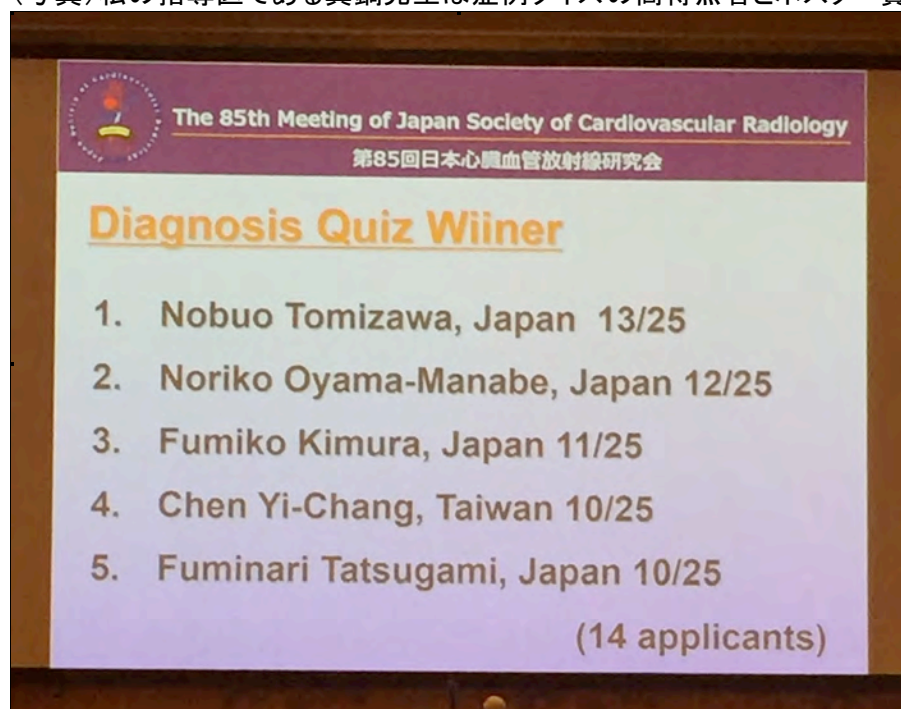 The 85th Meeting of Japan Society of Cardiovascular Radiology
第85回日本心臓血管放射線研究会
Diagnosis Quiz Wiiner
1. Nobuo Tomizawa, Japan 13/25
2. Noriko Oyama-Manabe, Japan 12/25
3. Fumiko Kimura, Japan 11/25
4. Chen Yi-Chang, Taiwan 10/25
5. Fuminari Tatsugami, Japan 10/25
(14 applicants)